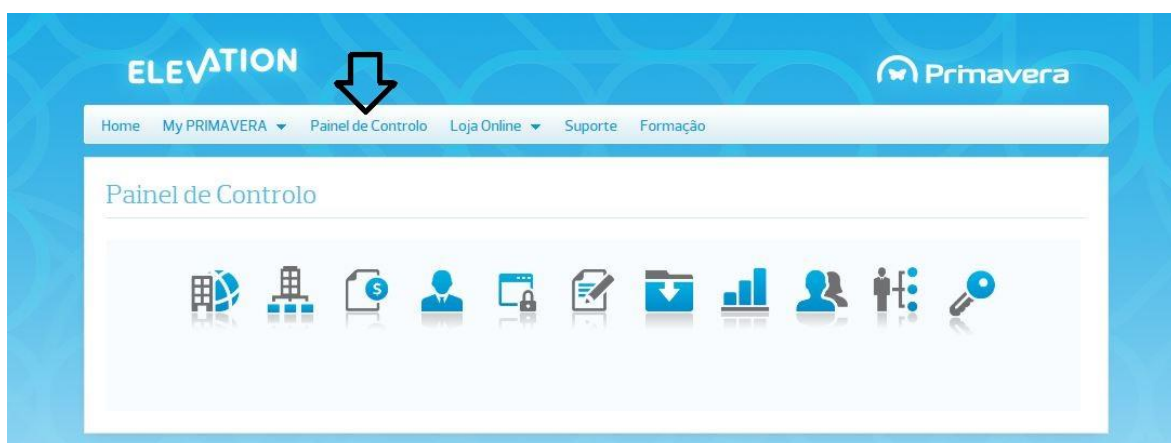 ELEVATION
Primavera
Home My PRIMAVERA Painel de Controlo Loja Online Suporte Formação
Painel de Controlo
$